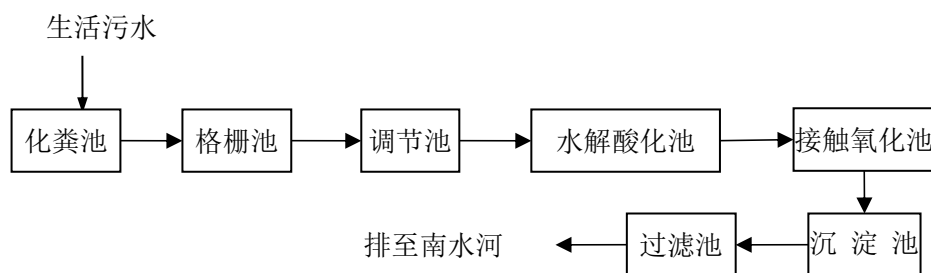 生活污水
化粪池
格栅池
调节池
水解酸化池
接触氧化池
沉 淀 池
过滤池
排至南水河